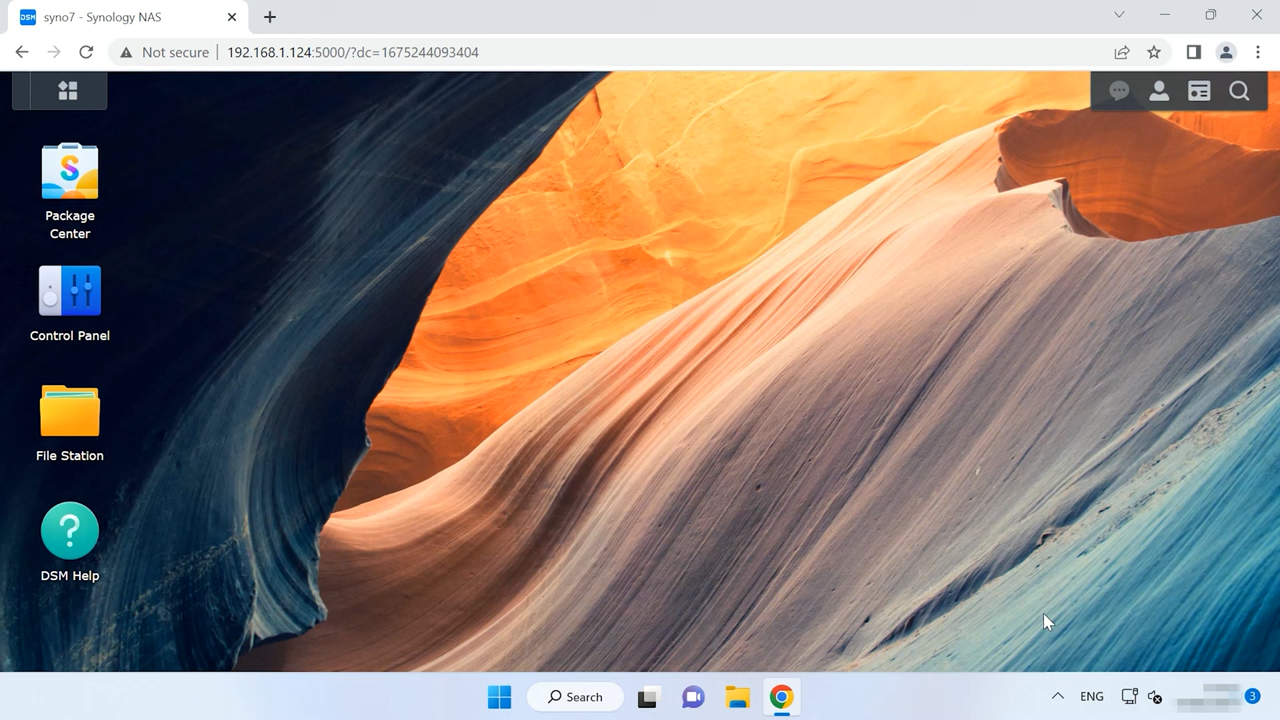 syno7 - Synology NAS
Not secure
192.168.1.124:5000/?dc=1675244093404
Package
Center
Control Panel
File Station
DSM Help
Search
ENG
3